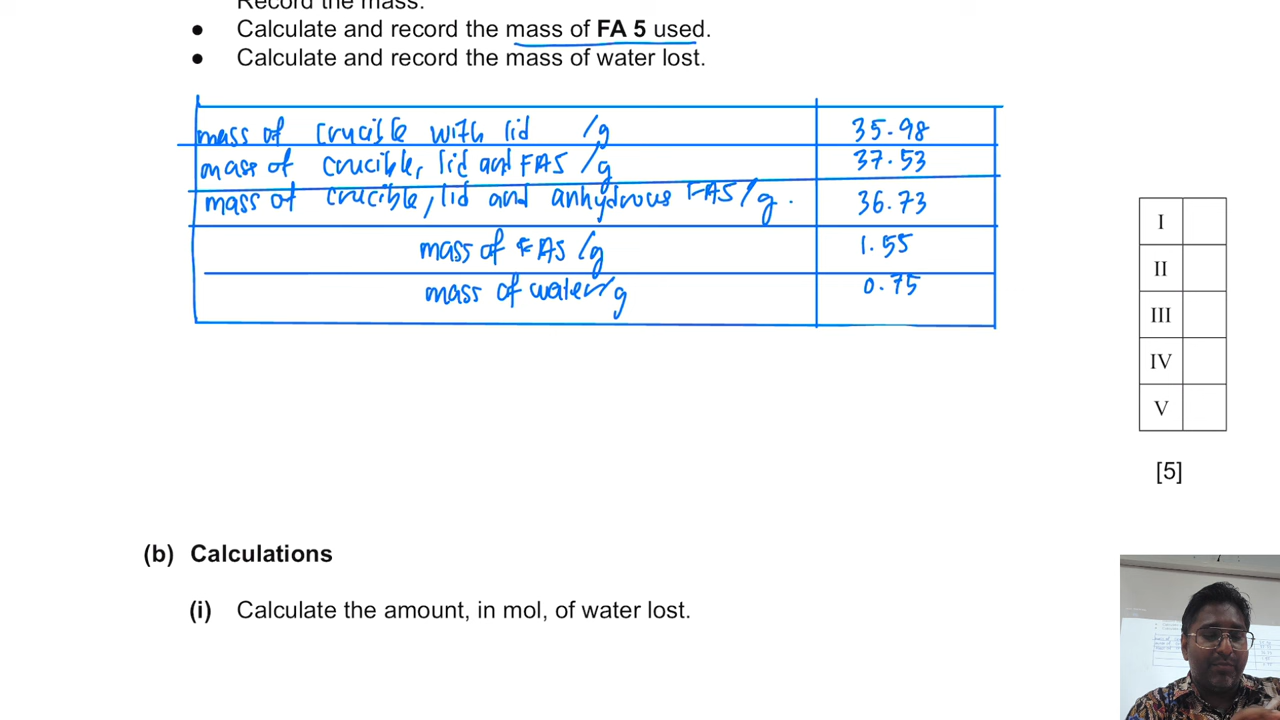 Record the mass.
● Calculate and record the mass of FA 5 used.
● Calculate and record the mass of water lost.
mass of crucible with lid /g 35.98
mass of crucible, lid and FA5 /g 37.53
mass of crucible, lid and anhydrous FA5/g. 36.73
mass of FA5 /g 1.55
mass of water/g 0.75
I
II
III
IV
V
[5]
(b) Calculations
(i) Calculate the amount, in mol, of water lost.